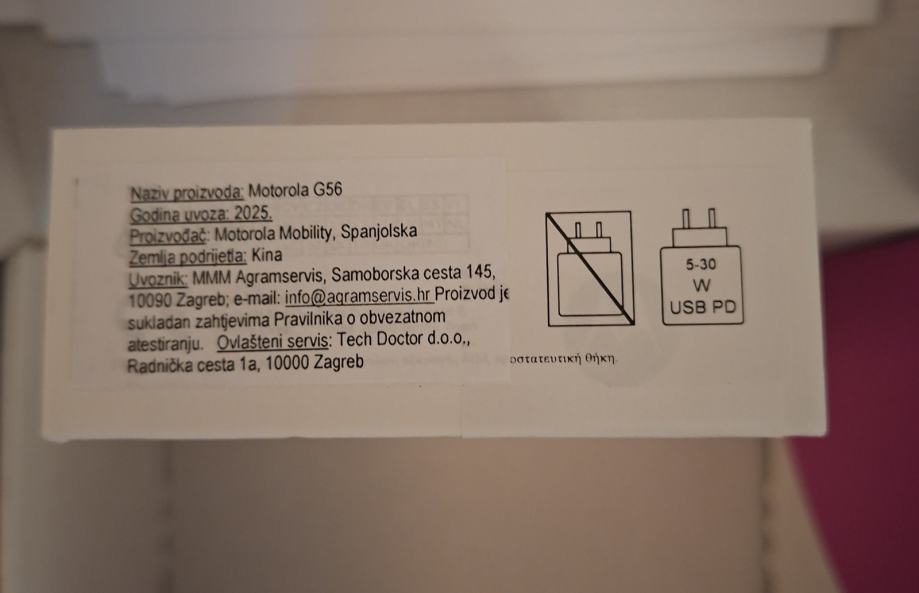 Naziv proizvoda: Motorola G56
Godina uvoza: 2025.
Proizvođač: Motorola Mobility, Spanjolska
Zemlja podrijetla: Kina
Uvoznik: MMM Agramservis, Samoborska cesta 145,
10090 Zagreb; e-mail: info@agramservis.hr Proizvod je
sukladan zahtjevima Pravilnika o obvezatnom
atestiranju. Ovlašteni servis: Tech Doctor d.o.o.,
Radnička cesta 1a, 10000 Zagreb
5-30
W
USB PD
οστατευτική θήκη.